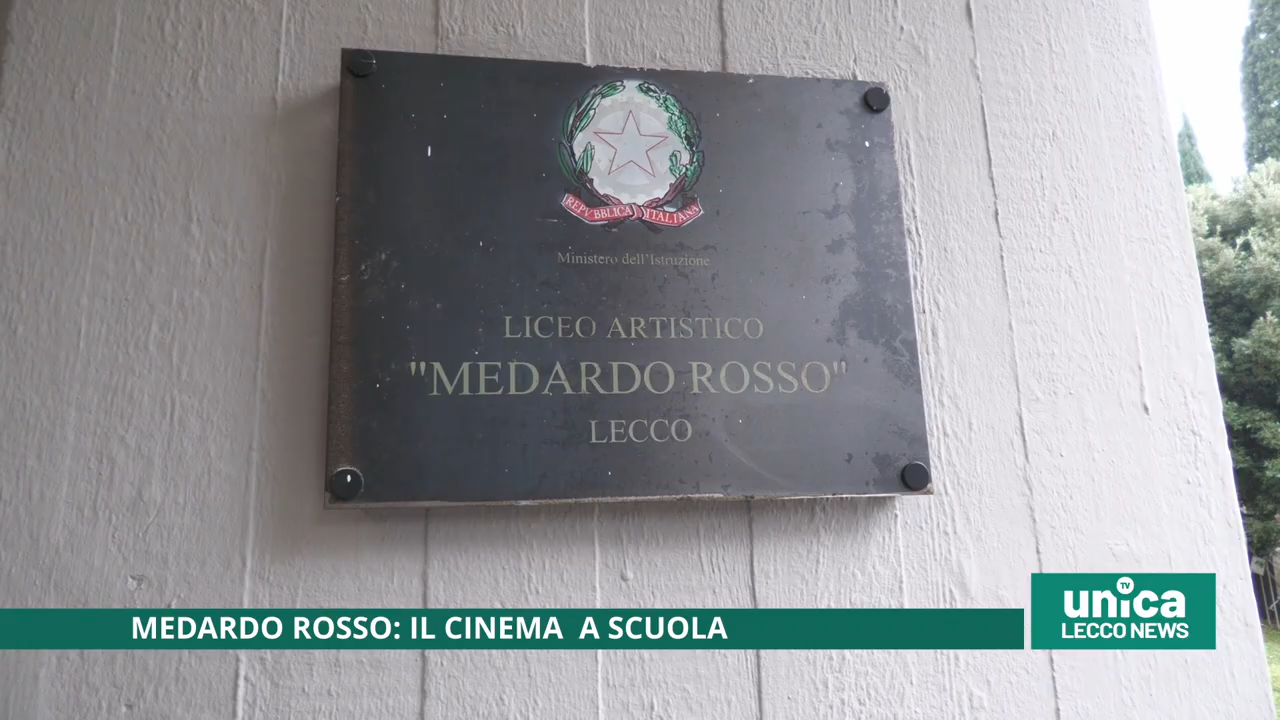 REPVBBLICA ITALIANA
Ministero dell'Istruzione
LICEO ARTISTICO
"MEDARDO ROSSO"
LECCO
MEDARDO ROSSO: IL CINEMA  A SCUOLA
TV
unica
LECCO NEWS